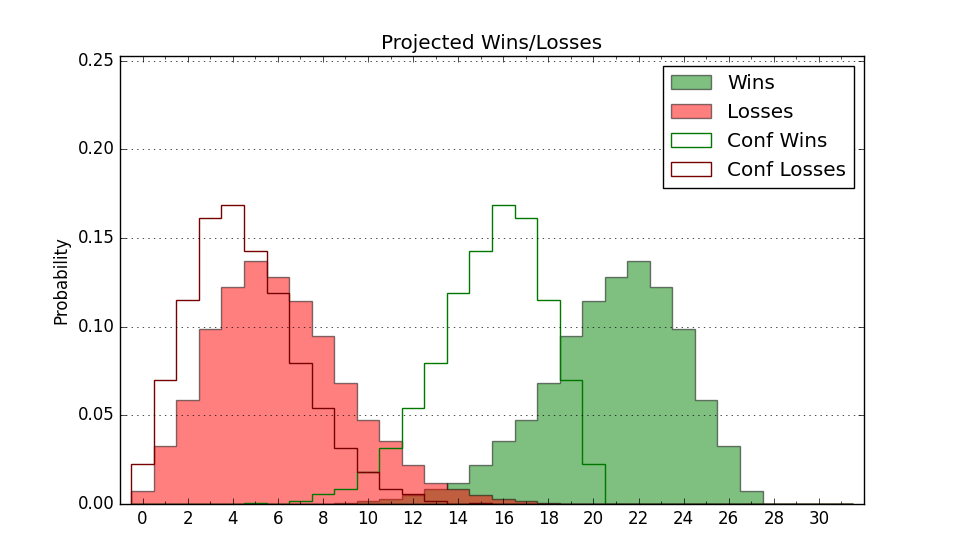 Projected Wins/Losses
0.25
0.20
0.15
0.10
0.05
0.00
Probability
Wins
Losses
Conf Wins
Conf Losses
0 2 4 6 8 10 12 14 16 18 20 22 24 26 28 30